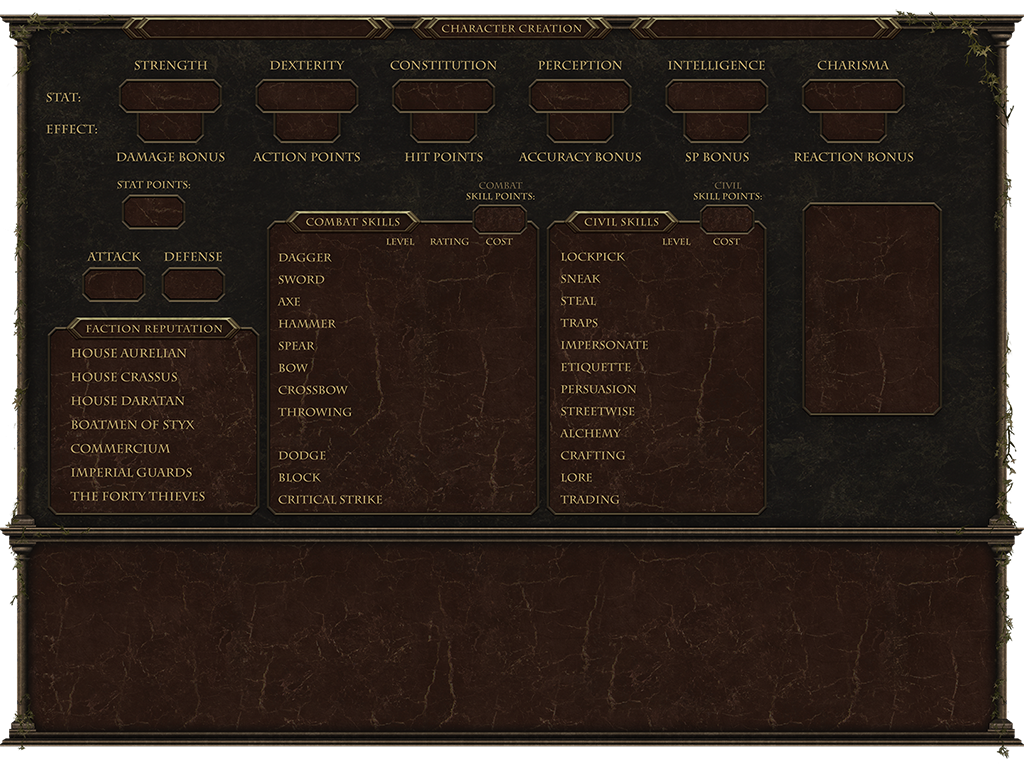 CHARACTER CREATION
STRENGTH DEXTERITY CONSTITUTION PERCEPTION INTELLIGENCE CHARISMA
STAT:
EFFECT:
DAMAGE BONUS ACTION POINTS HIT POINTS ACCURACY BONUS SP BONUS REACTION BONUS
STAT POINTS:
COMBAT
SKILL POINTS:
CIVIL
SKILL POINTS:
ATTACK DEFENSE
FACTION REPUTATION
HOUSE AURELIAN
HOUSE CRASSUS
HOUSE DARATAN
BOATMEN OF STYX
COMMERCIUM
IMPERIAL GUARDS
THE FORTY THIEVES
COMBAT SKILLS
LEVEL RATING COST
DAGGER
SWORD
AXE
HAMMER
SPEAR
BOW
CROSSBOW
THROWING
DODGE
BLOCK
CRITICAL STRIKE
CIVIL SKILLS
LEVEL COST
LOCKPICK
SNEAK
STEAL
TRAPS
IMPERSONATE
ETIQUETTE
PERSUASION
STREETWISE
ALCHEMY
CRAFTING
LORE
TRADING